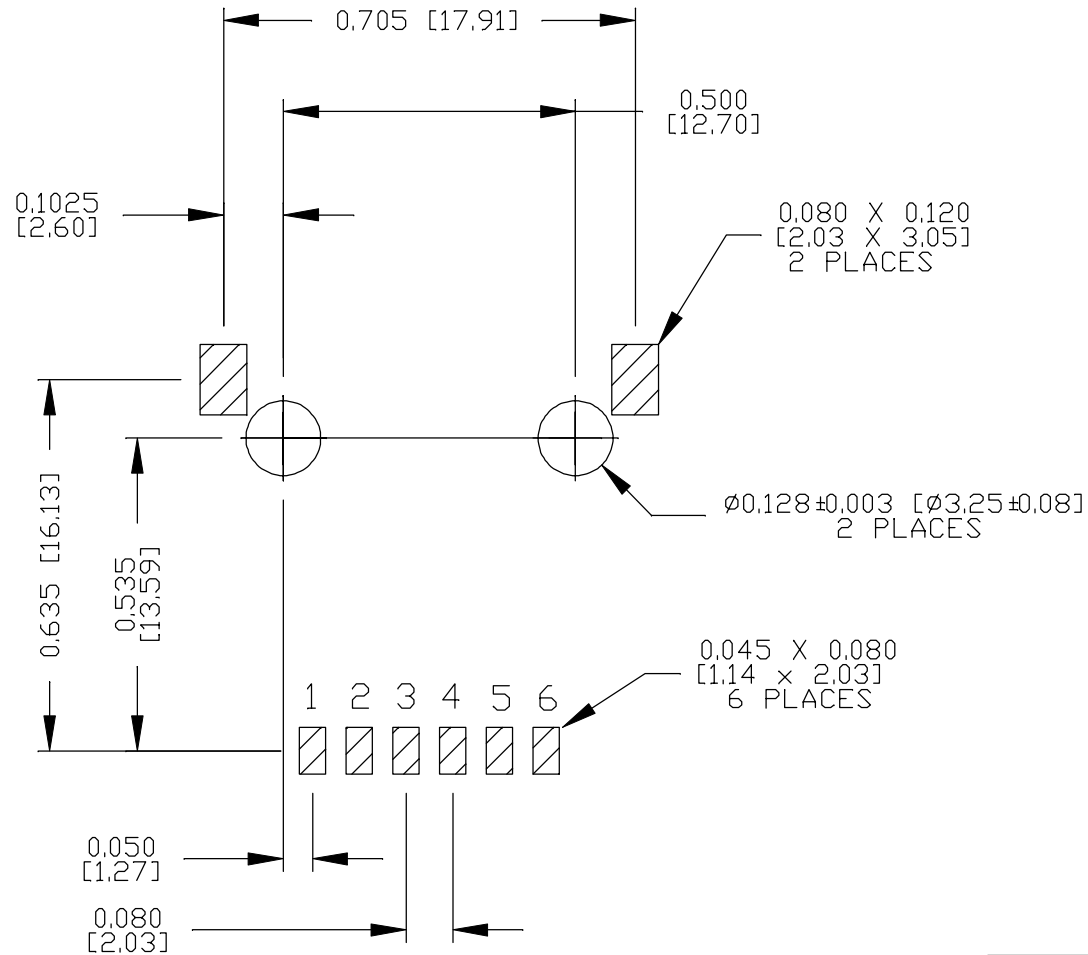 0.705 [17.91]
0.500
[12.70]
0.1025
[2.60]
0.080 X 0.120
[2.03 X 3.05]
2 PLACES
0.635 [16.13]
0.535
[13.59]
Ø0.128±0.003 [Ø3.25±0.08]
2 PLACES
0.045 X 0.080
[1.14 x 2.03]
6 PLACES
1 2 3 4 5 6
0.050
[1.27]
0.080
[2.03]